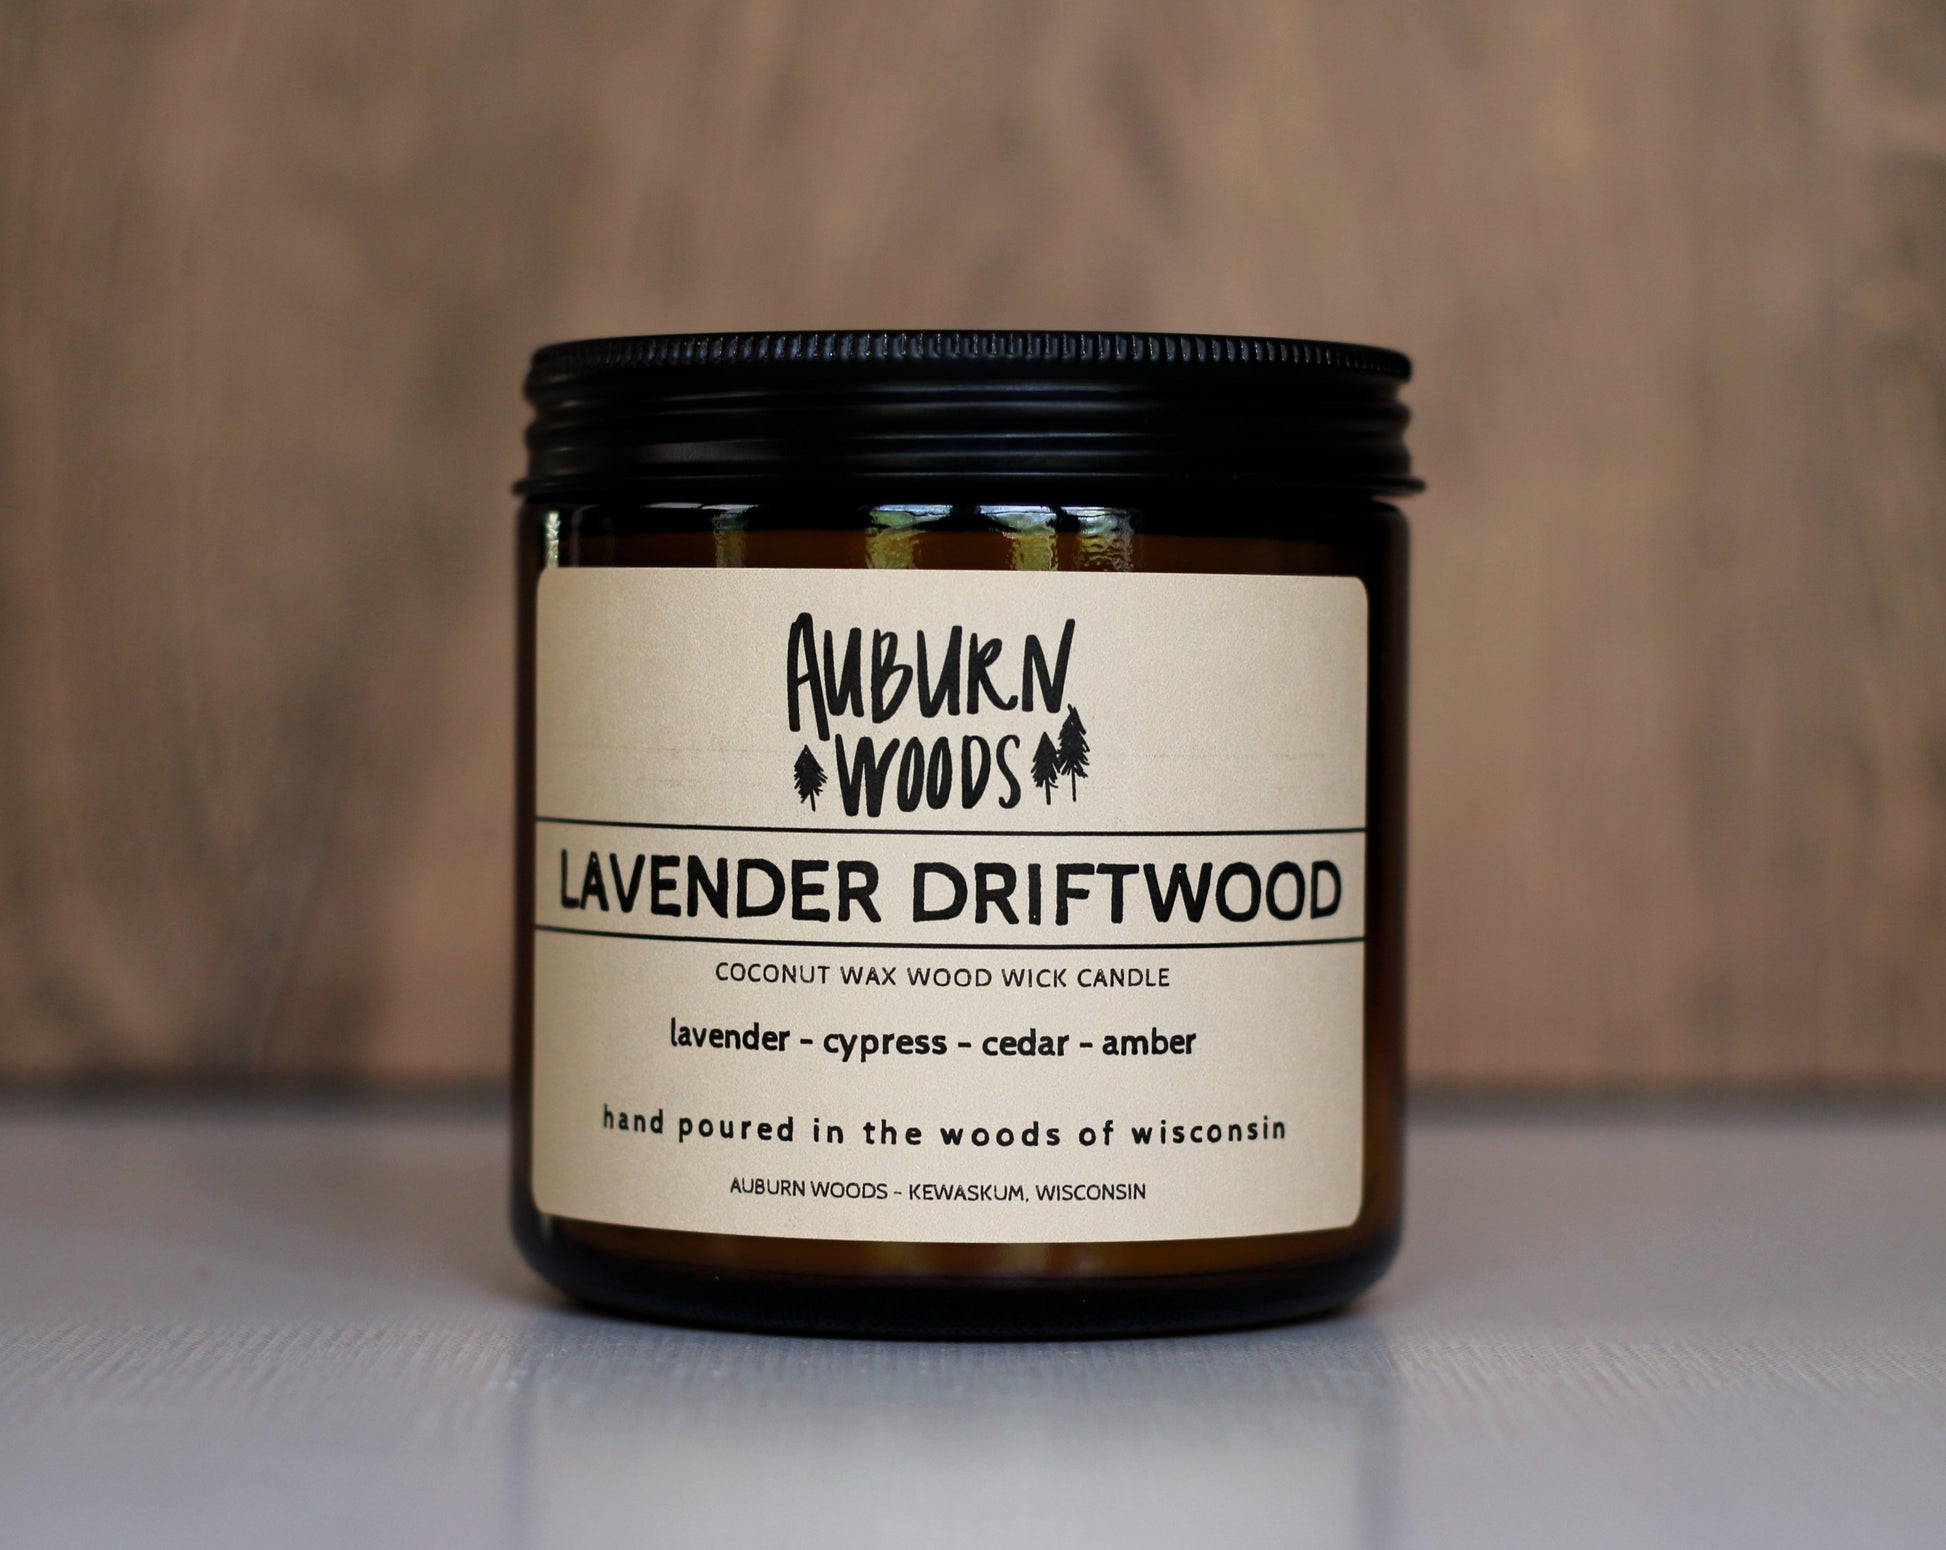 AUBURN
WOODS
LAVENDER DRIFTWOOD
COCONUT WAX WOOD WICK CANDLE
lavender - cypress - cedar - amber
hand poured in the woods of wisconsin
AUBURN WOODS - KEWASKUM, WISCONSIN